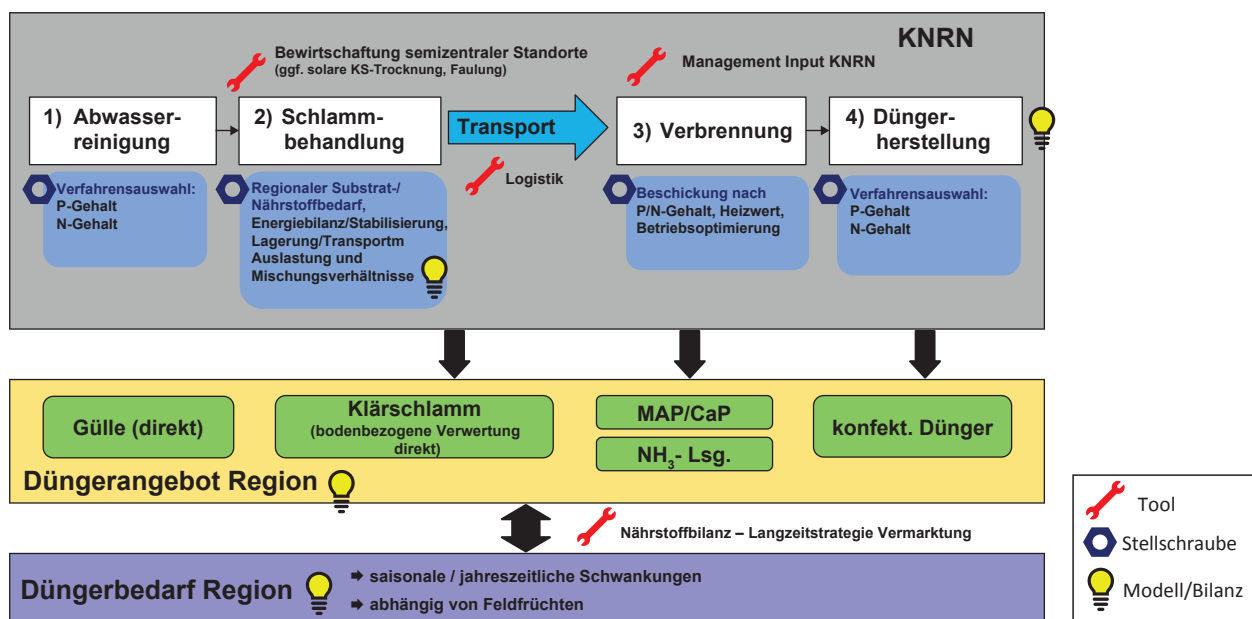 KNRN
Bewirtschaftung semizentraler Standorte
(ggf. solare KS-Trocknung, Faulung)
Management Input KNRN
1) Abwasser-
reinigung
2) Schlamm-
behandlung
Transport
3) Verbrennung
4) Dünger-
herstellung
Logistik
Verfahrensauswahl:
P-Gehalt
N-Gehalt
Regionaler Substrat-/
Nährstoffbedarf,
Energiebilanz/Stabilisierung,
Lagerung/Transportm
Auslastung und
Mischungsverhältnisse
Beschickung nach
P/N-Gehalt, Heizwert,
Betriebsoptimierung
Verfahrensauswahl:
P-Gehalt
N-Gehalt
Gülle (direkt)
Klärschlamm
(bodenbezogene Verwertung
direkt)
MAP/CaP
NH₃- Lsg.
konfekt. Dünger
Düngerangebot Region
Nährstoffbilanz – Langzeitstrategie Vermarktung
Düngerbedarf Region
saisonale / jahreszeitliche Schwankungen
abhängig von Feldfrüchten
Tool
Stellschraube
Modell/Bilanz